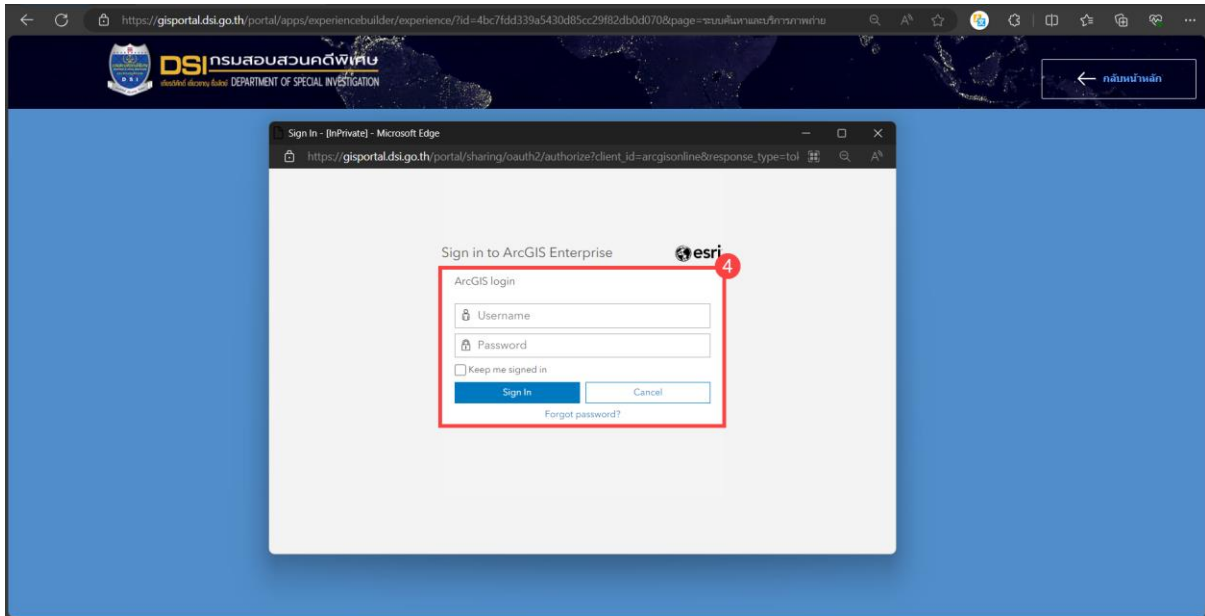 https://gisportal.dsi.go.th/portal/apps/experiencebuilder/experience/?id=4bc7fdd339a5430d85cc29f82db0d070&page=ระบบค้นหาและบริการภาพถ่าย
DSI กรมสอบสวนคดีพิเศษ
DEPARTMENT OF SPECIAL INVESTIGATION
← กลับหน้าหลัก
Sign In - [InPrivate] - Microsoft Edge
https://gisportal.dsi.go.th/portal/sharing/oauth2/authorize?client_id=arcgisonline&response_type=tok
Sign in to ArcGIS Enterprise
esri
4
ArcGIS login
Username
Password
Keep me signed in
Sign In
Cancel
Forgot password?